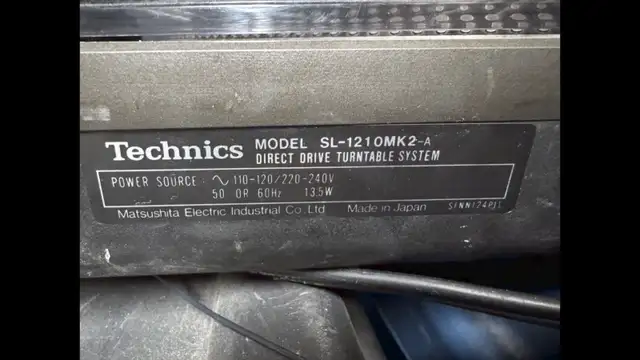 Technics MODEL SL-1210MK2-A
DIRECT DRIVE TURNTABLE SYSTEM
POWER SOURCE : ∿ 110-120/220-240V
50 OR 60Hz 13.5W
Matsushita Electric Industrial Co., Ltd Made in Japan